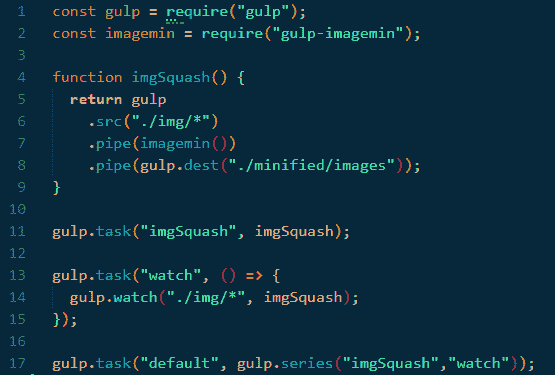 1 const gulp = require("gulp");
2 const imagemin = require("gulp-imagemin");
3
4 function imgSquash() {
5   return gulp
6     .src("./img/*")
7     .pipe(imagemin())
8     .pipe(gulp.dest("./minified/images"));
9 }
10
11 gulp.task("imgSquash", imgSquash);
12
13 gulp.task("watch", () => {
14   gulp.watch("./img/*", imgSquash);
15 });
16
17 gulp.task("default", gulp.series("imgSquash","watch"));